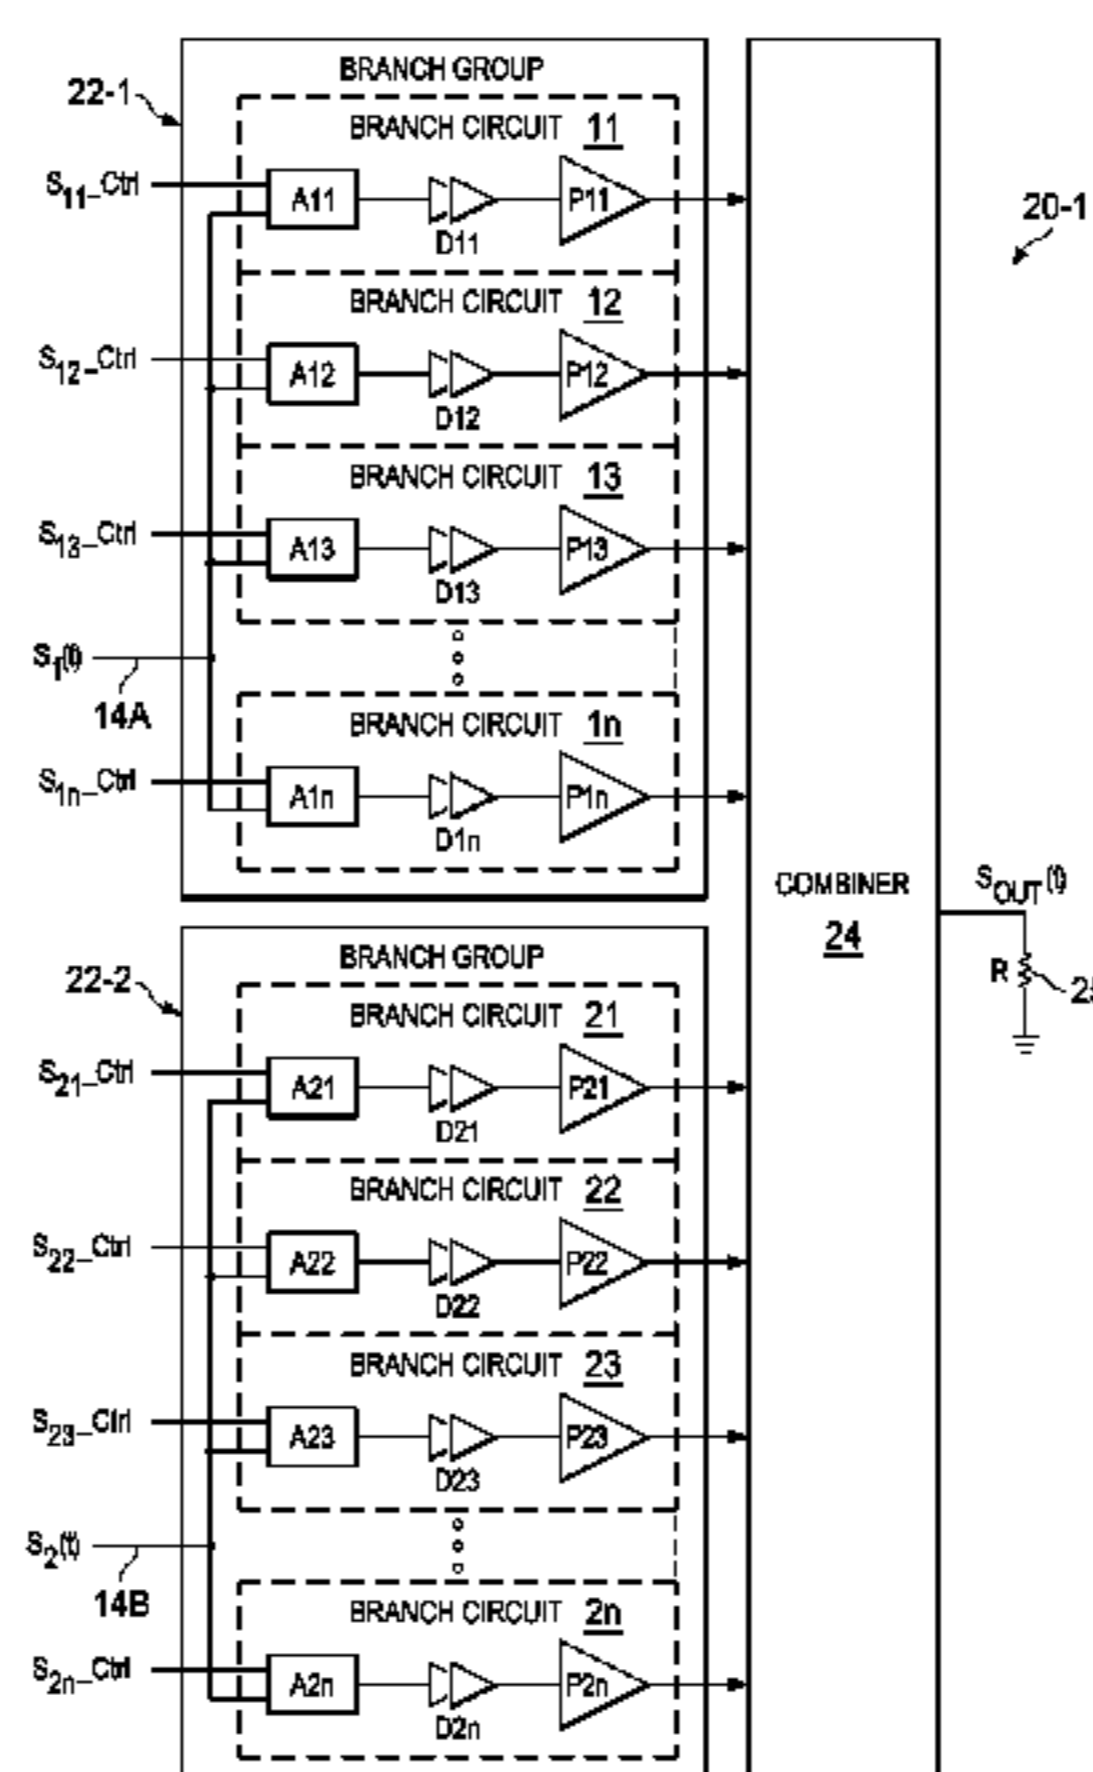 BRANCH GROUP
22-1
BRANCH CIRCUIT 11
S11_Ctrl
A11
D11
P11
20-1
BRANCH CIRCUIT 12
S12_Ctrl
A12
D12
P12
BRANCH CIRCUIT 13
S13_Ctrl
A13
D13
P13
S1(t)
14A
BRANCH CIRCUIT 1n
S1n_Ctrl
A1n
D1n
P1n
COMBINER
24
SOUT(t)
R
BRANCH GROUP
22-2
BRANCH CIRCUIT 21
S21_Ctrl
A21
D21
P21
BRANCH CIRCUIT 22
S22_Ctrl
A22
D22
P22
BRANCH CIRCUIT 23
S23_Ctrl
A23
D23
P23
S2(t)
14B
BRANCH CIRCUIT 2n
S2n_Ctrl
A2n
D2n
P2n